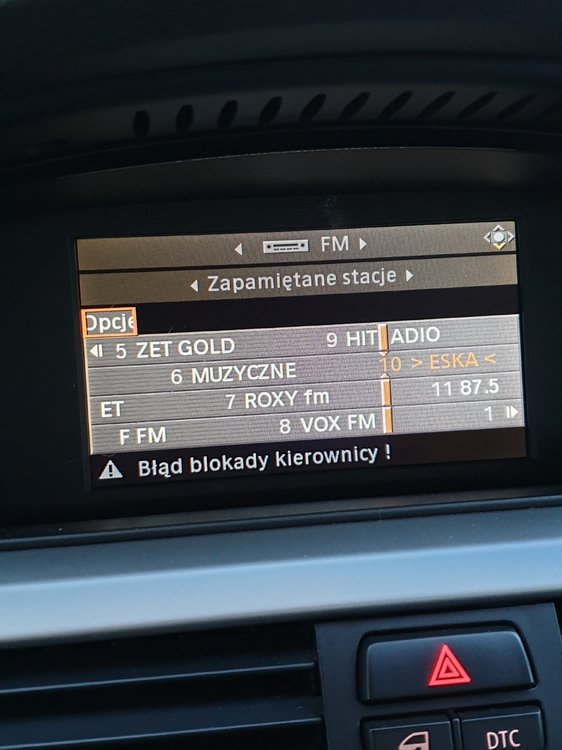 FM
Zapamiętane stacje
Opcje
5 ZET GOLD 9 HIT ADIO
6 MUZYCZNE 10 > ESKA <
ET 7 ROXY fm 11 87.5
F FM 8 VOX FM 1
Błąd blokady kierownicy !
DTC